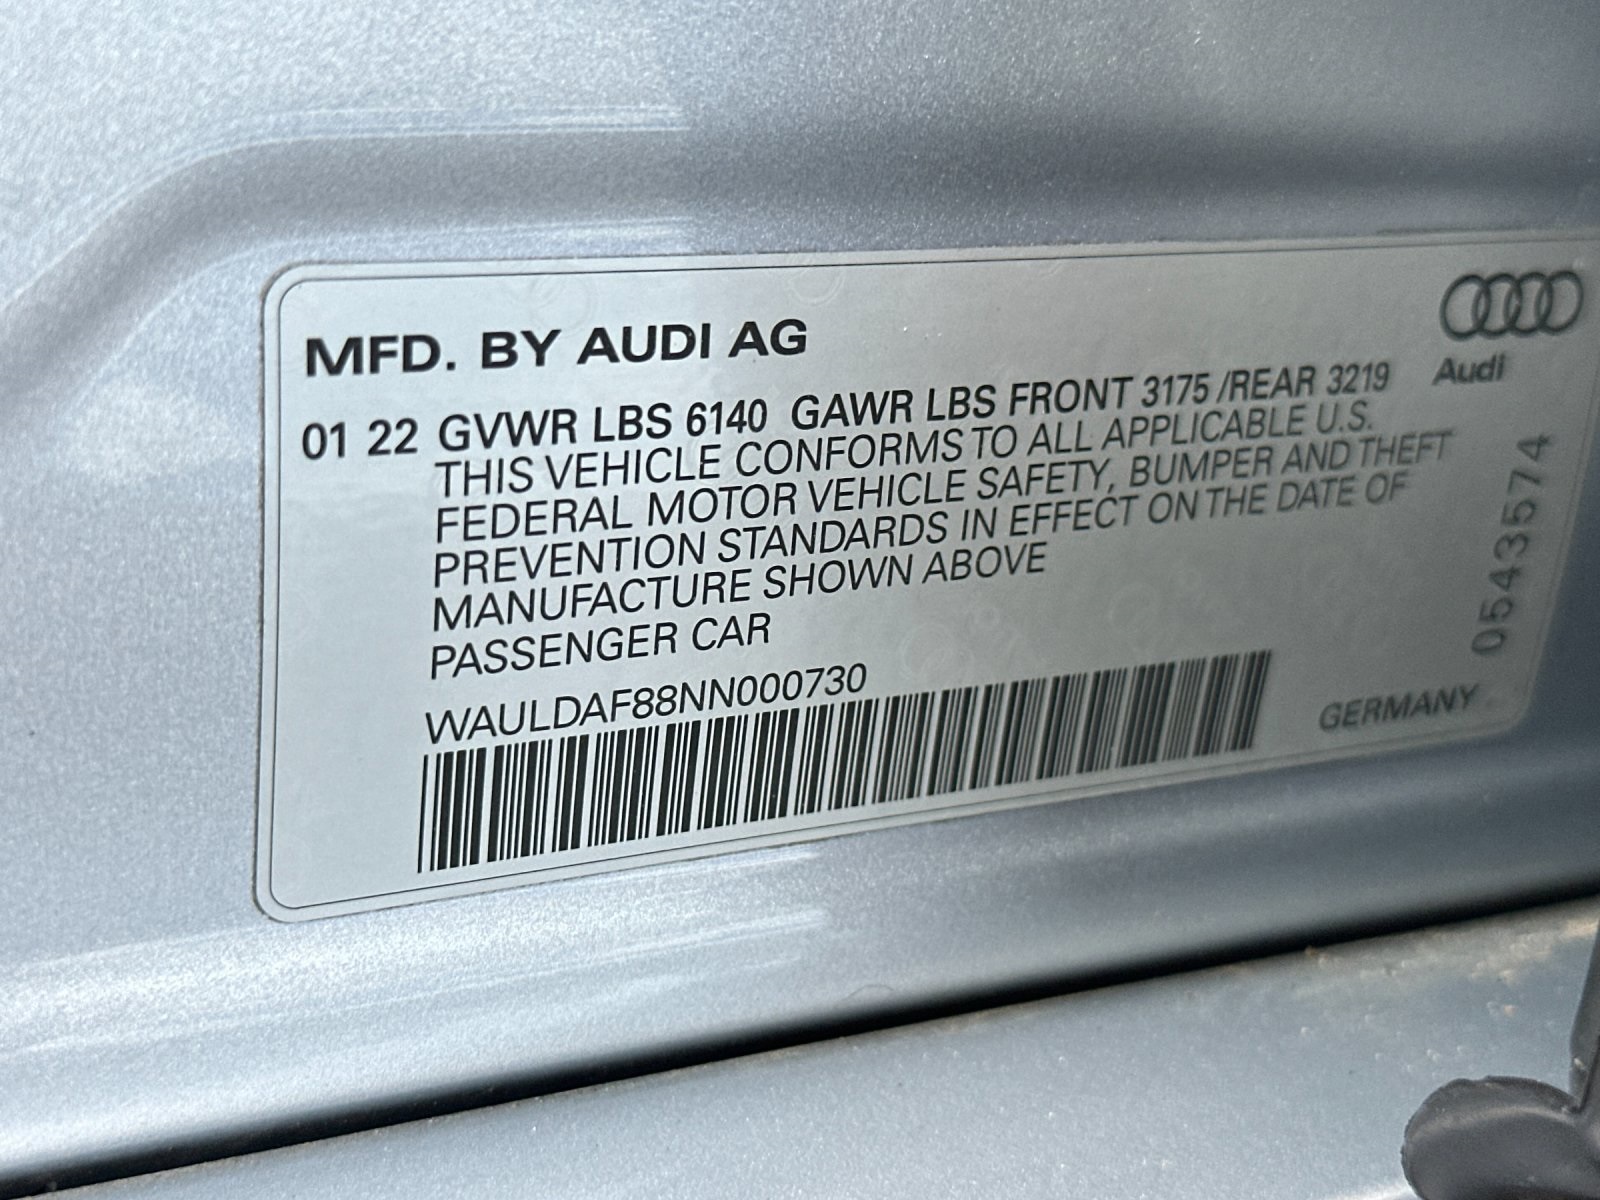 MFD. BY AUDI AG
Audi
01 22 GVWR LBS 6140 GAWR LBS FRONT 3175 /REAR 3219
THIS VEHICLE CONFORMS TO ALL APPLICABLE U.S.
FEDERAL MOTOR VEHICLE SAFETY, BUMPER AND THEFT
PREVENTION STANDARDS IN EFFECT ON THE DATE OF
MANUFACTURE SHOWN ABOVE
PASSENGER CAR
WAULDAF88NN000730
GERMANY
0543574